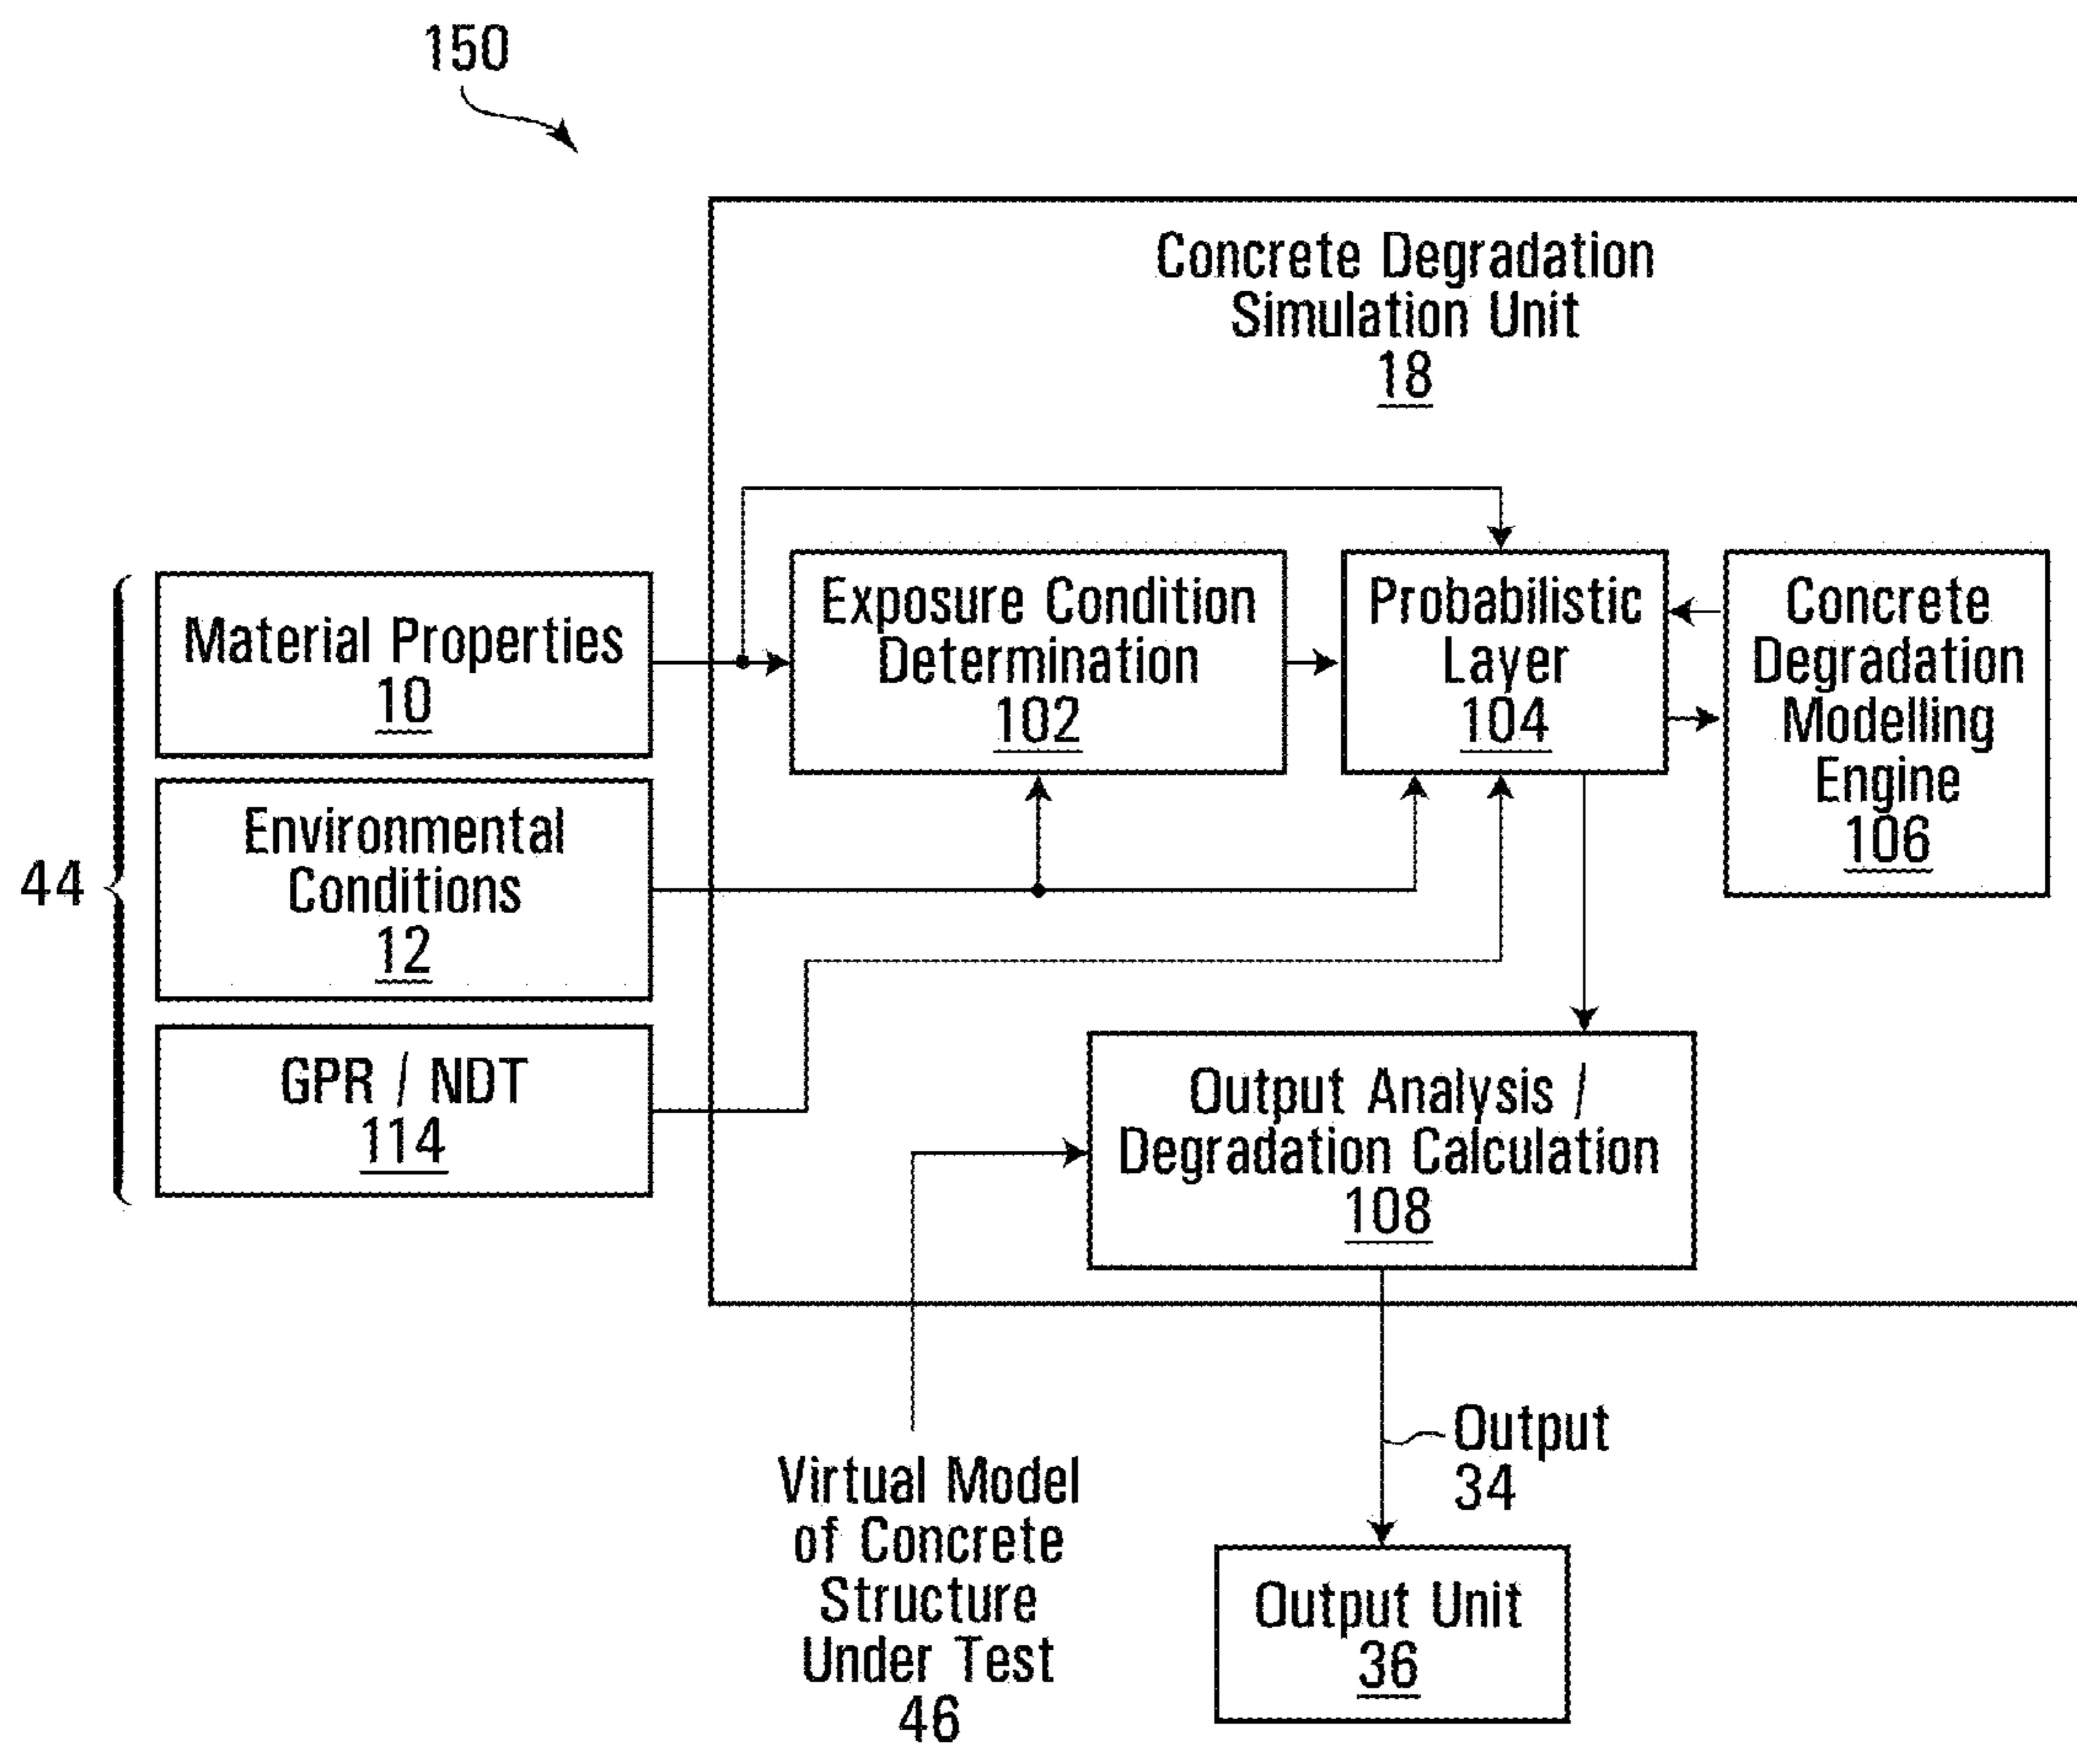 150
Concrete Degradation
Simulation Unit
18
Material Properties
10
Exposure Condition
Determination
102
Probabilistic
Layer
104
Concrete
Degradation
Modelling
Engine
106
44
Environmental
Conditions
12
GPR / NDT
114
Output Analysis /
Degradation Calculation
108
Output
34
Virtual Model
of Concrete
Structure
Under Test
46
Output Unit
36